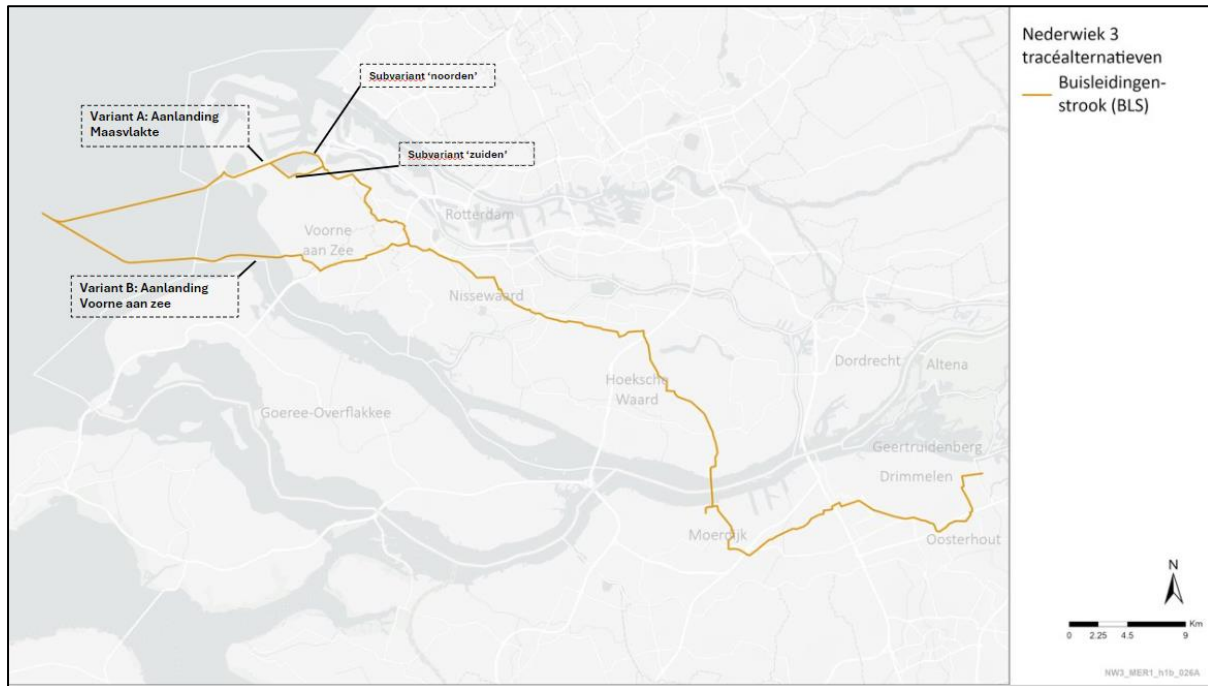 Nederwiek 3
tracéalternatieven
Buisleidingen-
strook (BLS)
Subvariant ‘noorden’
Variant A: Aanlanding
Maasvlakte
Subvariant ‘zuiden’
Rotterdam
Voorne
aan Zee
Variant B: Aanlanding
Voorne aan zee
Nissewaard
Dordrecht
Altena
Hoeksche
Waard
Goeree-Overflakkee
Geertruidenberg
Drimmelen
Moerdijk
Oosterhout
N
Km
0 2.25 4.5 9
NW3_MER1_h1b_026A